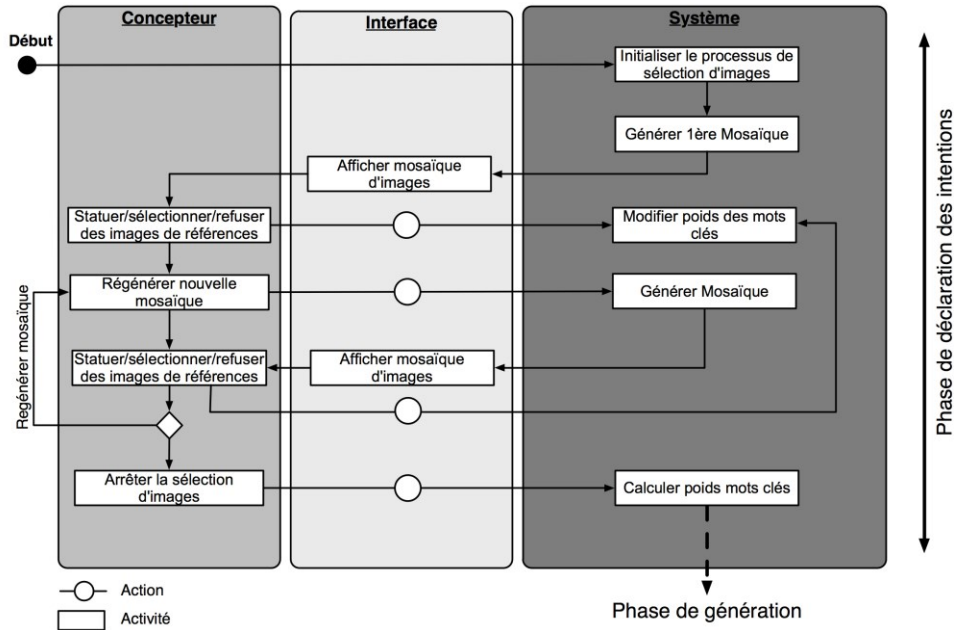 Concepteur
Interface
Système
Début
Initialiser le processus de
sélection d'images
Générer 1ère Mosaïque
Afficher mosaïque
d'images
Statuer/sélectionner/refuser
des images de références
Modifier poids des mots
clés
Régénérer nouvelle
mosaïque
Générer Mosaïque
Regénérer mosaïque
Statuer/sélectionner/refuser
des images de références
Afficher mosaïque
d'images
Arrêter la sélection
d'images
Calculer poids mots clés
Phase de déclaration des intentions
Action
Activité
Phase de génération